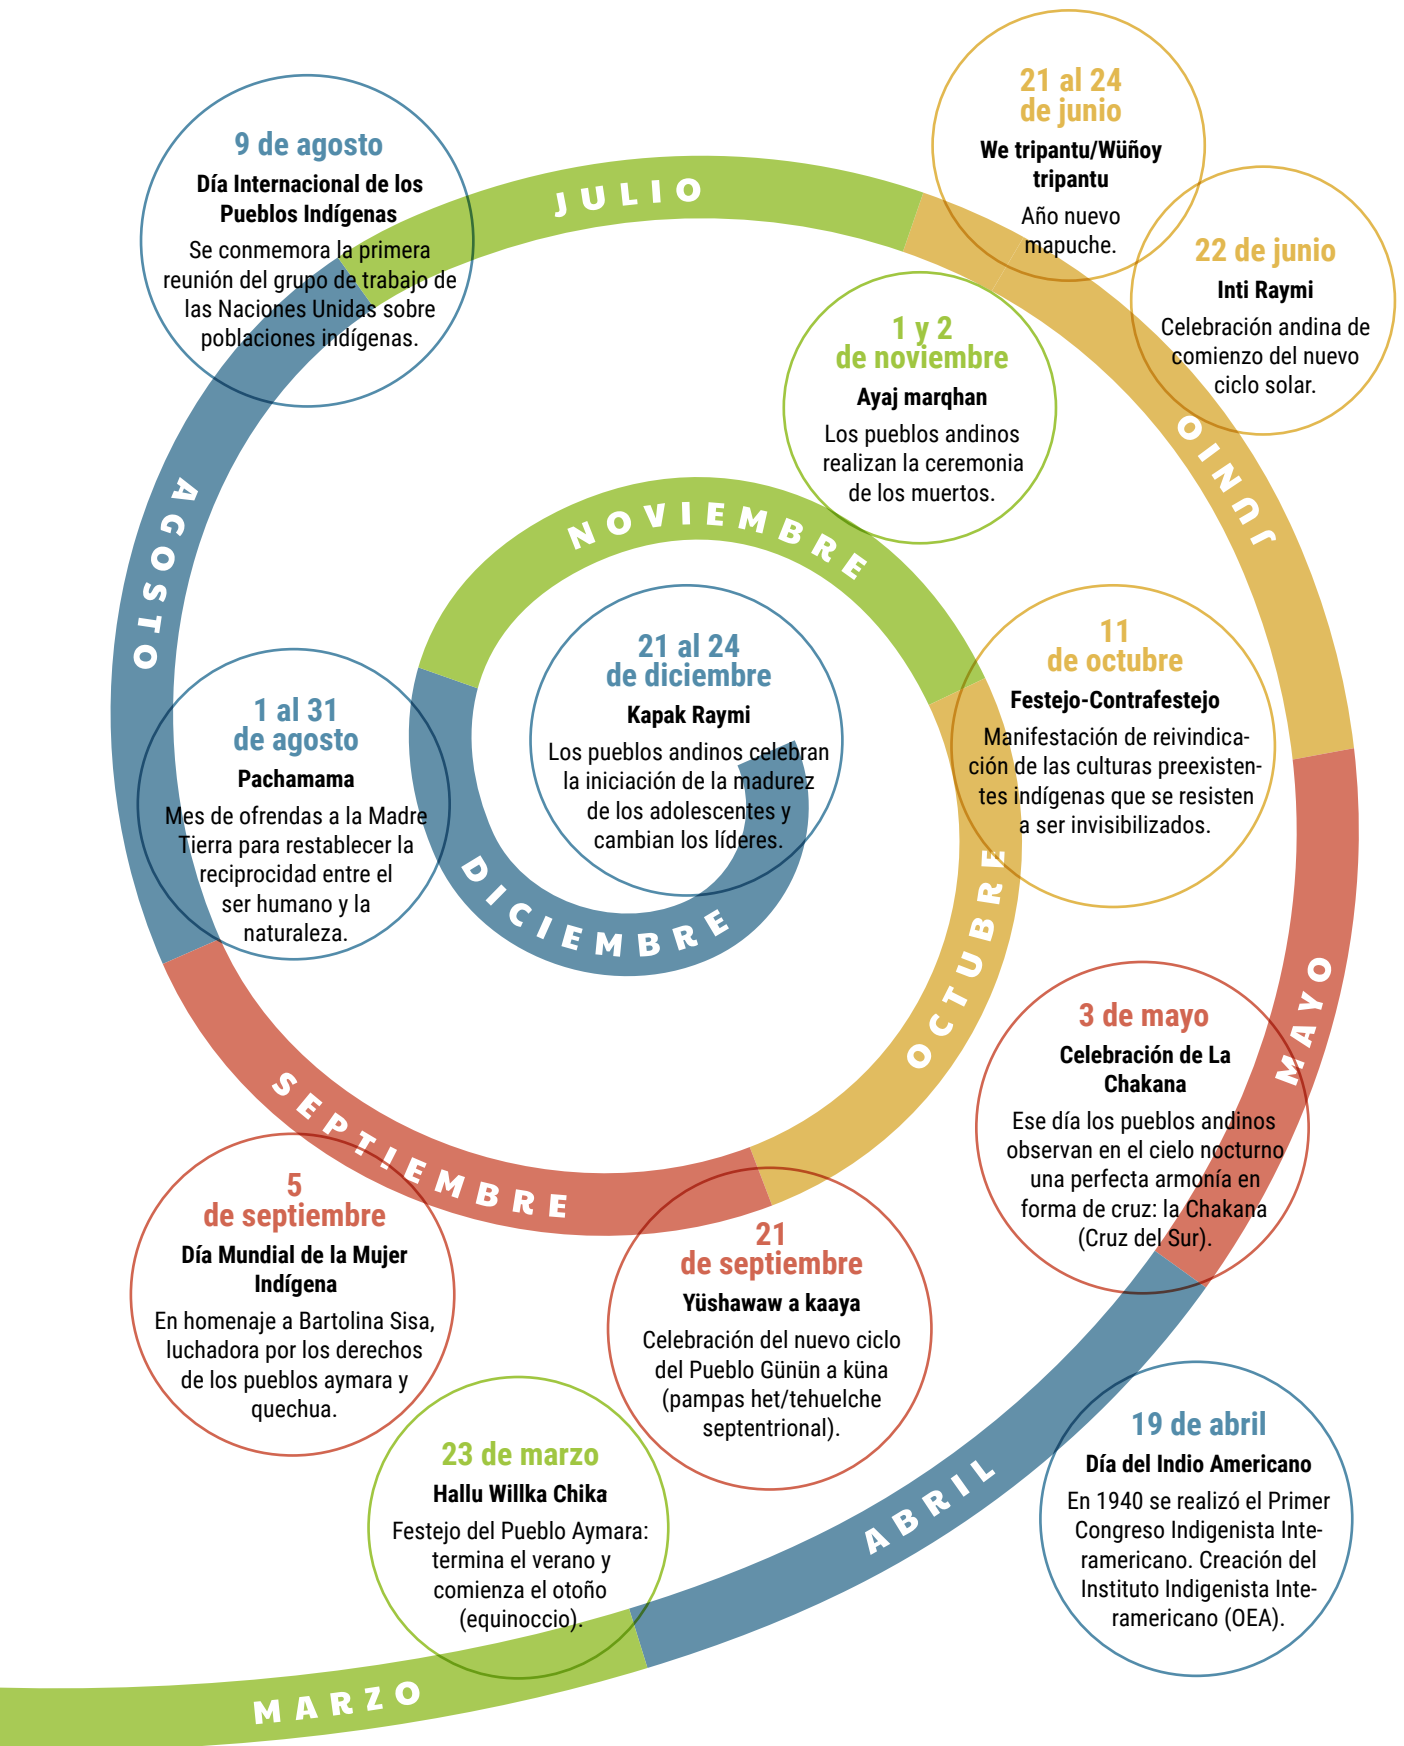 21 al 24
de junio
We tripantu/Wüñoy
tripantu
Año nuevo
mapuche.
9 de agosto
Día Internacional de los
Pueblos Indígenas
Se conmemora la primera
reunión del grupo de trabajo de
las Naciones Unidas sobre
poblaciones indígenas.
JULIO
22 de junio
Inti Raymi
Celebración andina de
comienzo del nuevo
ciclo solar.
1 y 2
de noviembre
Ayaj marqhan
Los pueblos andinos
realizan la ceremonia
de los muertos.
JUNIO
AGOSTO
NOVIEMBRE
21 al 24
de diciembre
Kapak Raymi
Los pueblos andinos celebran
la iniciación de la madurez
de los adolescentes y
cambian los líderes.
11
de octubre
Festejo-Contrafestejo
Manifestación de reivindica-
ción de las culturas preexisten-
tes indígenas que se resisten
a ser invisibilizados.
1 al 31
de agosto
Pachamama
Mes de ofrendas a la Madre
Tierra para restablecer la
reciprocidad entre el
ser humano y la
naturaleza.
DICIEMBRE
OCTUBRE
MAYO
3 de mayo
Celebración de La
Chakana
Ese día los pueblos andinos
observan en el cielo nocturno
una perfecta armonía en
forma de cruz: la Chakana
(Cruz del Sur).
SEPTIEMBRE
5
de septiembre
Día Mundial de la Mujer
Indígena
En homenaje a Bartolina Sisa,
luchadora por los derechos
de los pueblos aymara y
quechua.
21
de septiembre
Yüshawaw a kaaya
Celebración del nuevo ciclo
del Pueblo Günün a küna
(pampas het/tehuelche
septentrional).
23 de marzo
Hallu Willka Chika
Festejo del Pueblo Aymara:
termina el verano y
comienza el otoño
(equinoccio).
ABRIL
19 de abril
Día del Indio Americano
En 1940 se realizó el Primer
Congreso Indigenista Inte-
ramericano. Creación del
Instituto Indigenista Inte-
ramericano (OEA).
MARZO